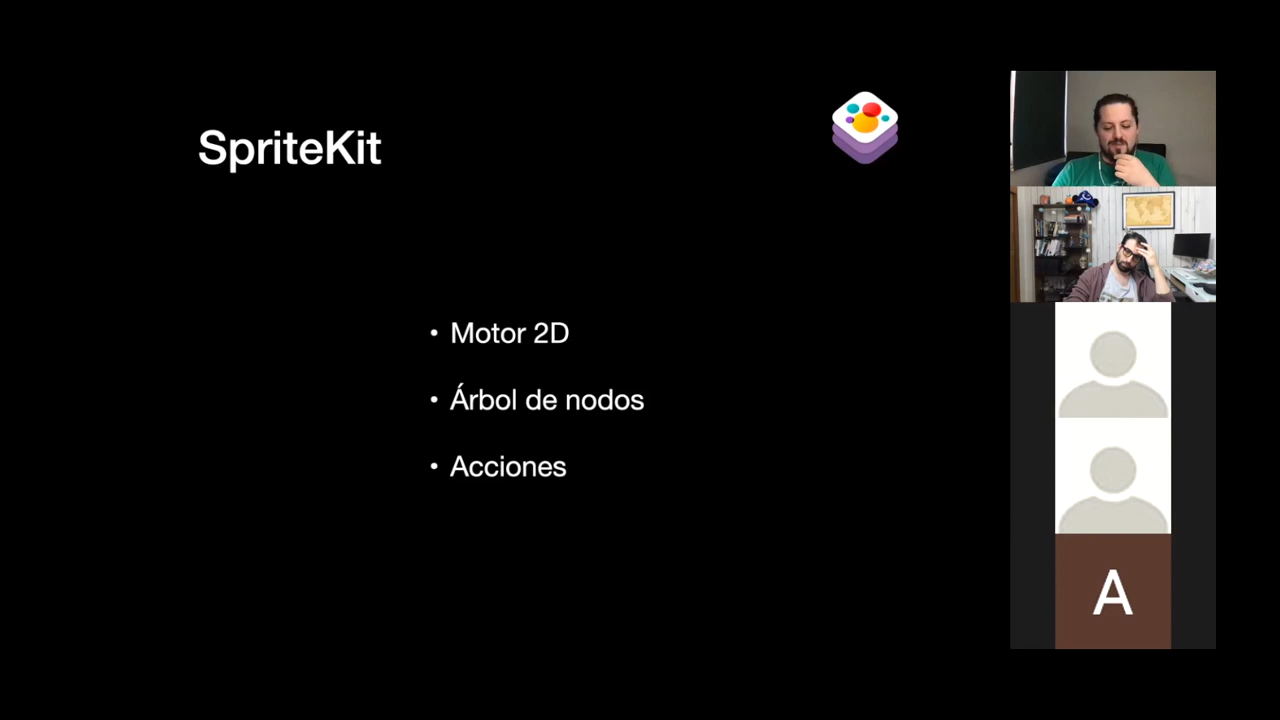 SpriteKit
• Motor 2D
• Árbol de nodos
• Acciones
A